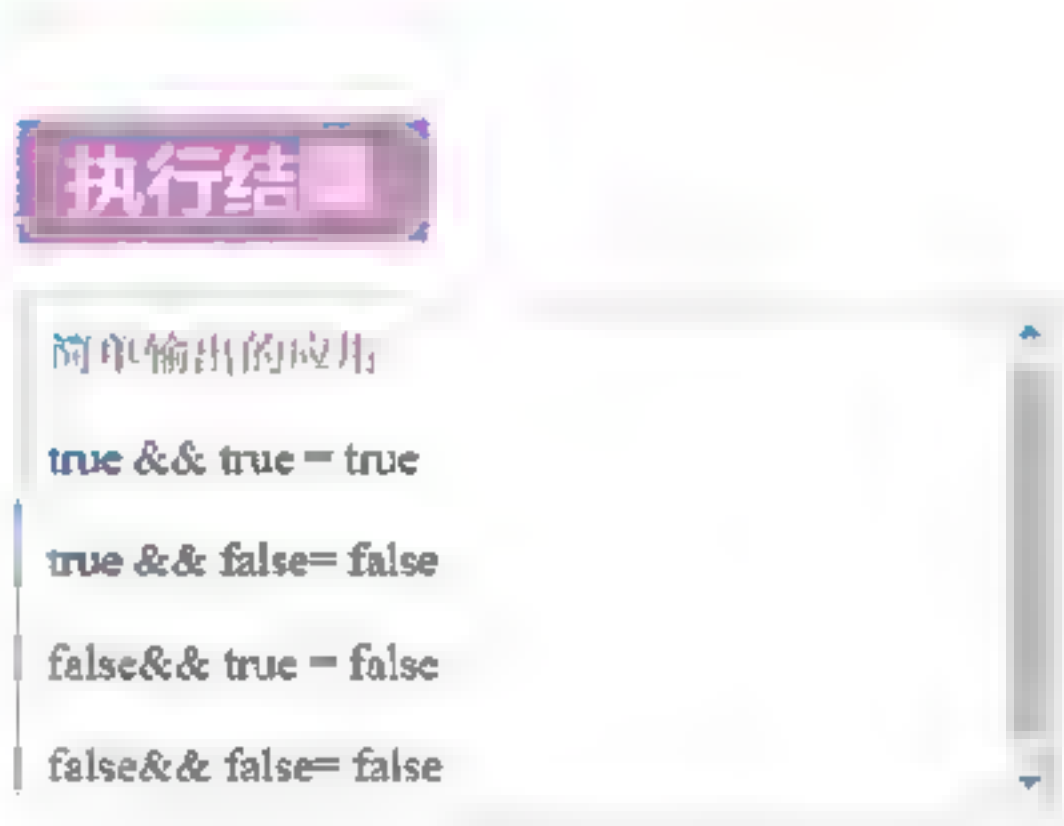 执行结
简单输出的应用
true && true = true
true && false= false
false&& true = false
false&& false= false